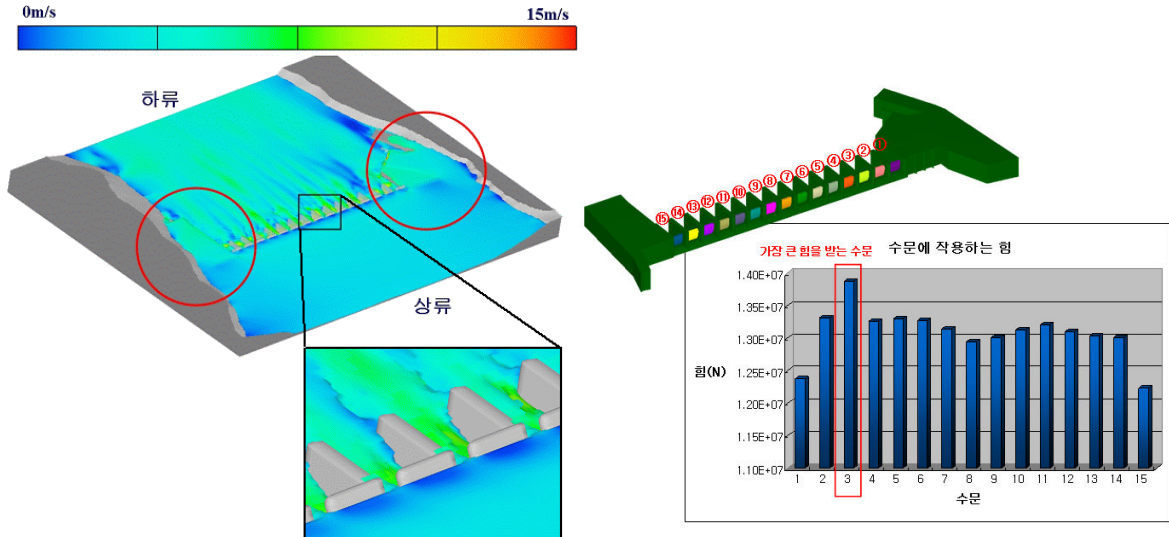 0m/s 15m/s
하류
상류
⑮ ⑭ ⑬ ⑫ ⑪ ⑩ ⑨ ⑧ ⑦ ⑥ ⑤ ④ ③ ② ①
가장 큰 힘을 받는 수문 수문에 작용하는 힘
1.40E+07
1.35E+07
1.30E+07
1.25E+07
1.20E+07
1.15E+07
1.10E+07
힘(N)
1 2 3 4 5 6 7 8 9 10 11 12 13 14 15
수문